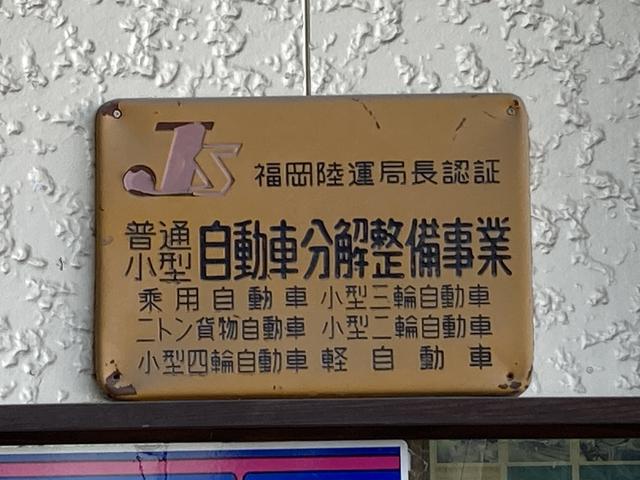 JS 福岡陸運局長認証
普通
小型 自動車分解整備事業
乗用自動車 小型三輪自動車
二トン貨物自動車 小型二輪自動車
小型四輪自動車 軽自動車